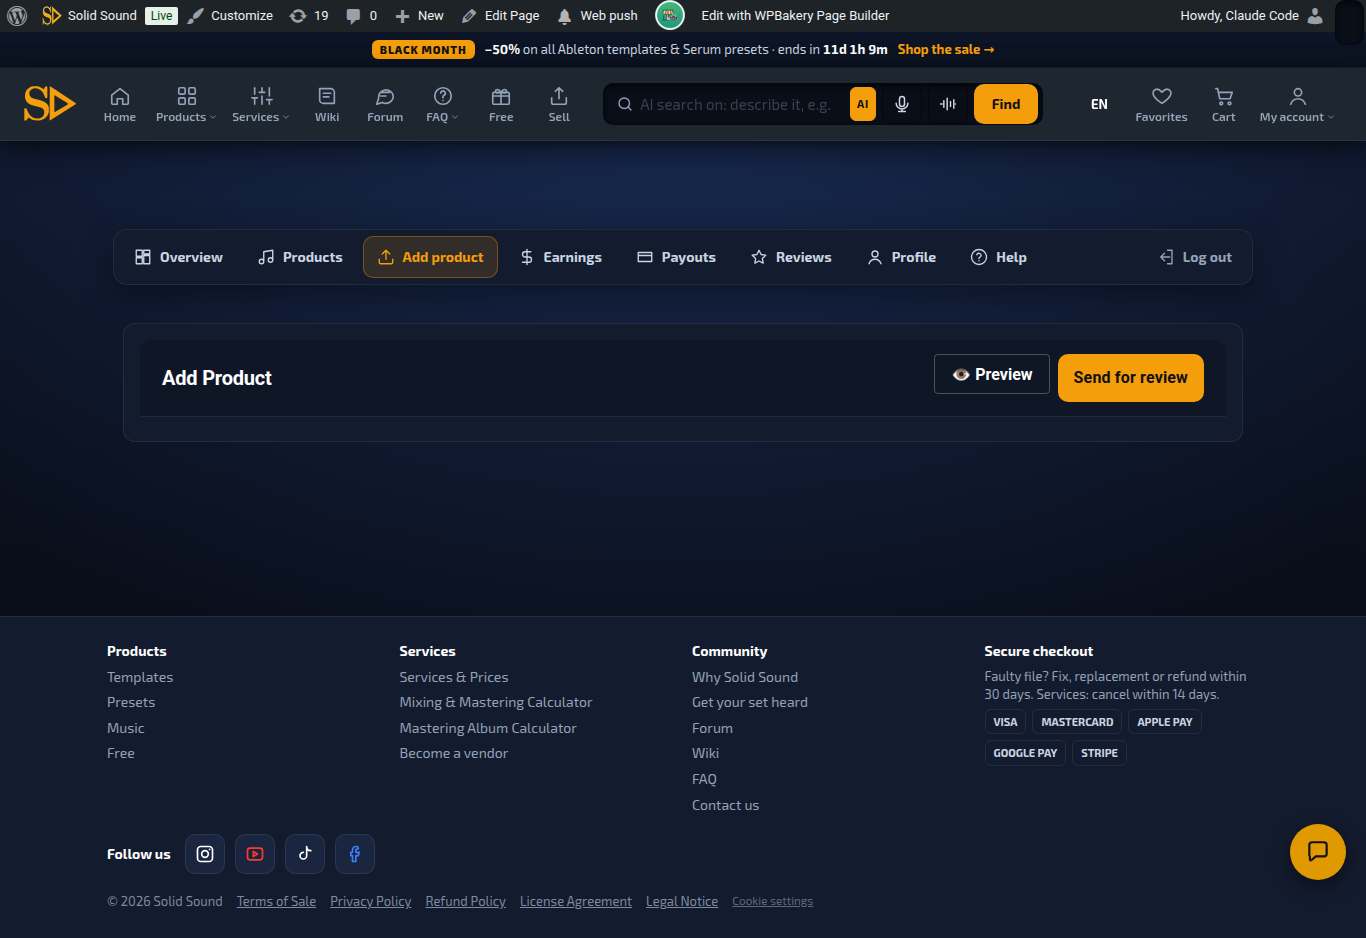 Solid Sound Live Customize 19 0 New Edit Page Web push Edit with WPBakery Page Builder Howdy, Claude Code
BLACK MONTH −50% on all Ableton templates & Serum presets · ends in 11d 1h 9m Shop the sale →
SD
Home Products Services Wiki Forum FAQ Free Sell
AI search on: describe it, e.g. AI Find
EN Favorites Cart My account
Overview Products Add product Earnings Payouts Reviews Profile Help Log out
Add Product
Preview Send for review
Products
Templates
Presets
Music
Free
Services
Services & Prices
Mixing & Mastering Calculator
Mastering Album Calculator
Become a vendor
Community
Why Solid Sound
Get your set heard
Forum
Wiki
FAQ
Contact us
Secure checkout
Faulty file? Fix, replacement or refund within
30 days. Services: cancel within 14 days.
VISA MASTERCARD APPLE PAY
GOOGLE PAY STRIPE
Follow us
© 2026 Solid Sound Terms of Sale Privacy Policy Refund Policy License Agreement Legal Notice Cookie settings